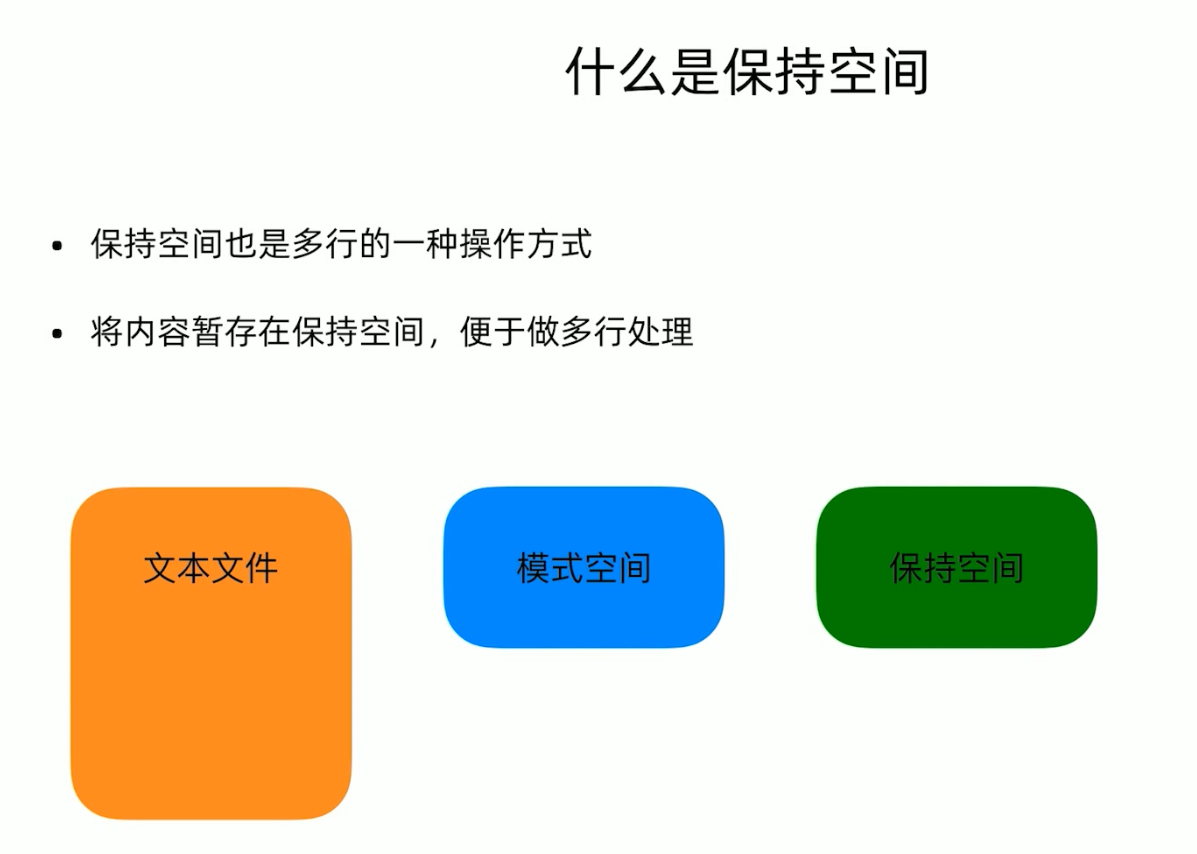 什么是保持空间
• 保持空间也是多行的一种操作方式
• 将内容暂存在保持空间，便于做多行处理
文本文件 模式空间 保持空间